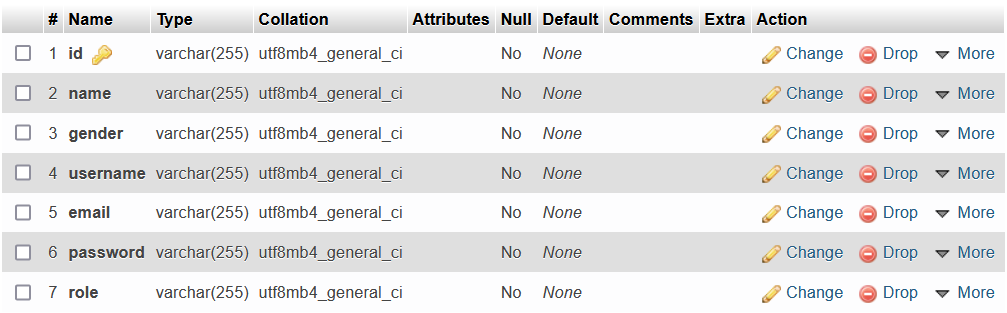 # Name Type Collation Attributes Null Default Comments Extra Action
1 id varchar(255) utf8mb4_general_ci No None Change Drop More
2 name varchar(255) utf8mb4_general_ci No None Change Drop More
3 gender varchar(255) utf8mb4_general_ci No None Change Drop More
4 username varchar(255) utf8mb4_general_ci No None Change Drop More
5 email varchar(255) utf8mb4_general_ci No None Change Drop More
6 password varchar(255) utf8mb4_general_ci No None Change Drop More
7 role varchar(255) utf8mb4_general_ci No None Change Drop More